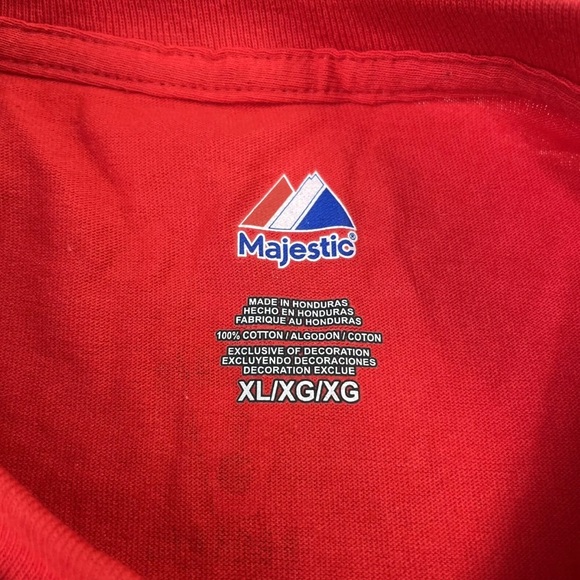 Majestic®
MADE IN HONDURAS
HECHO EN HONDURAS
FABRIQUE AU HONDURAS
100% COTTON / ALGODON / COTON
EXCLUSIVE OF DECORATION
EXCLUYENDO DECORACIONES
DECORATION EXCLUE
XL/XG/XG